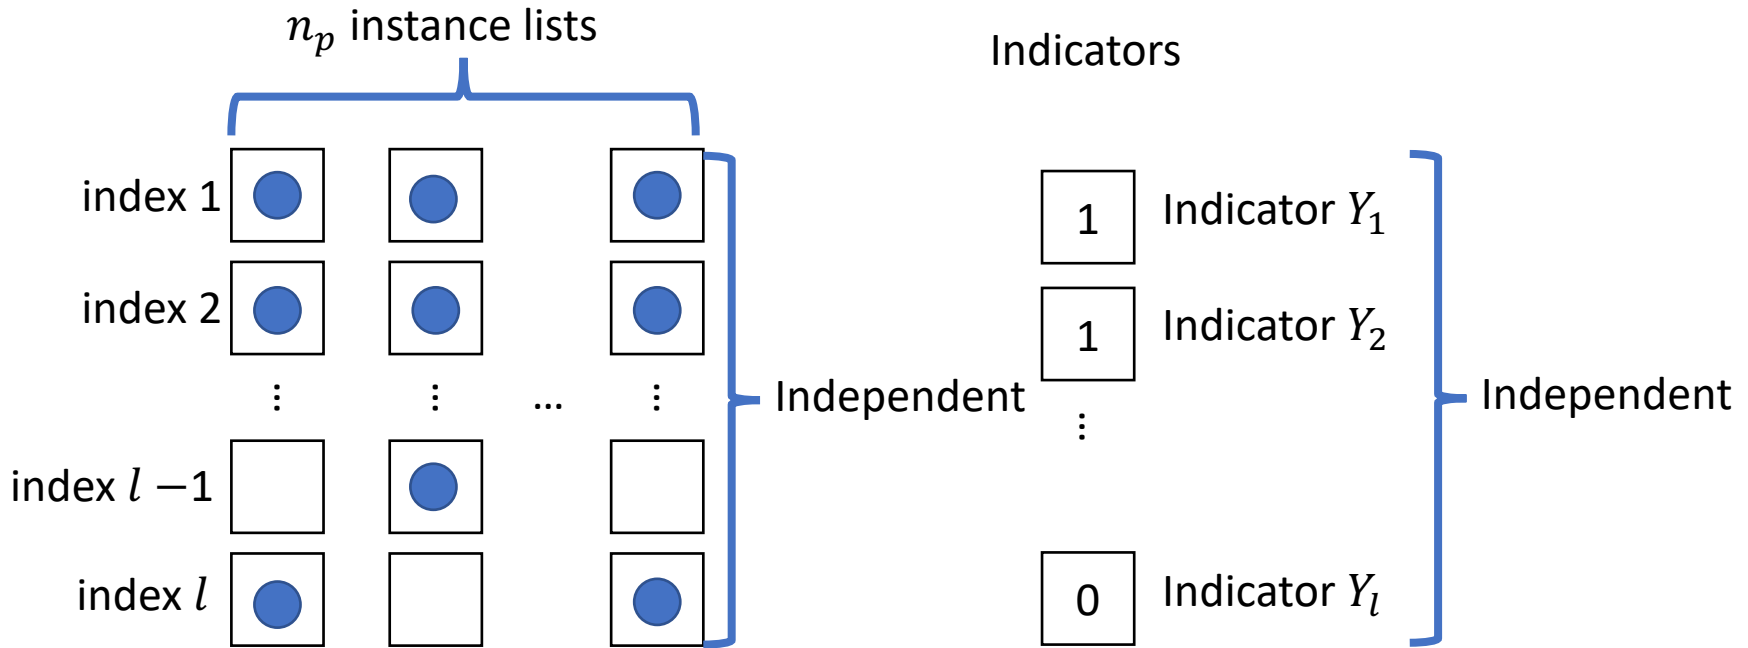 n_p instance lists
Indicators
index 1
1 Indicator Y_1
index 2
1 Indicator Y_2
⋮ ⋮ … ⋮
Independent
⋮
Independent
index l −1
index l
0 Indicator Y_l